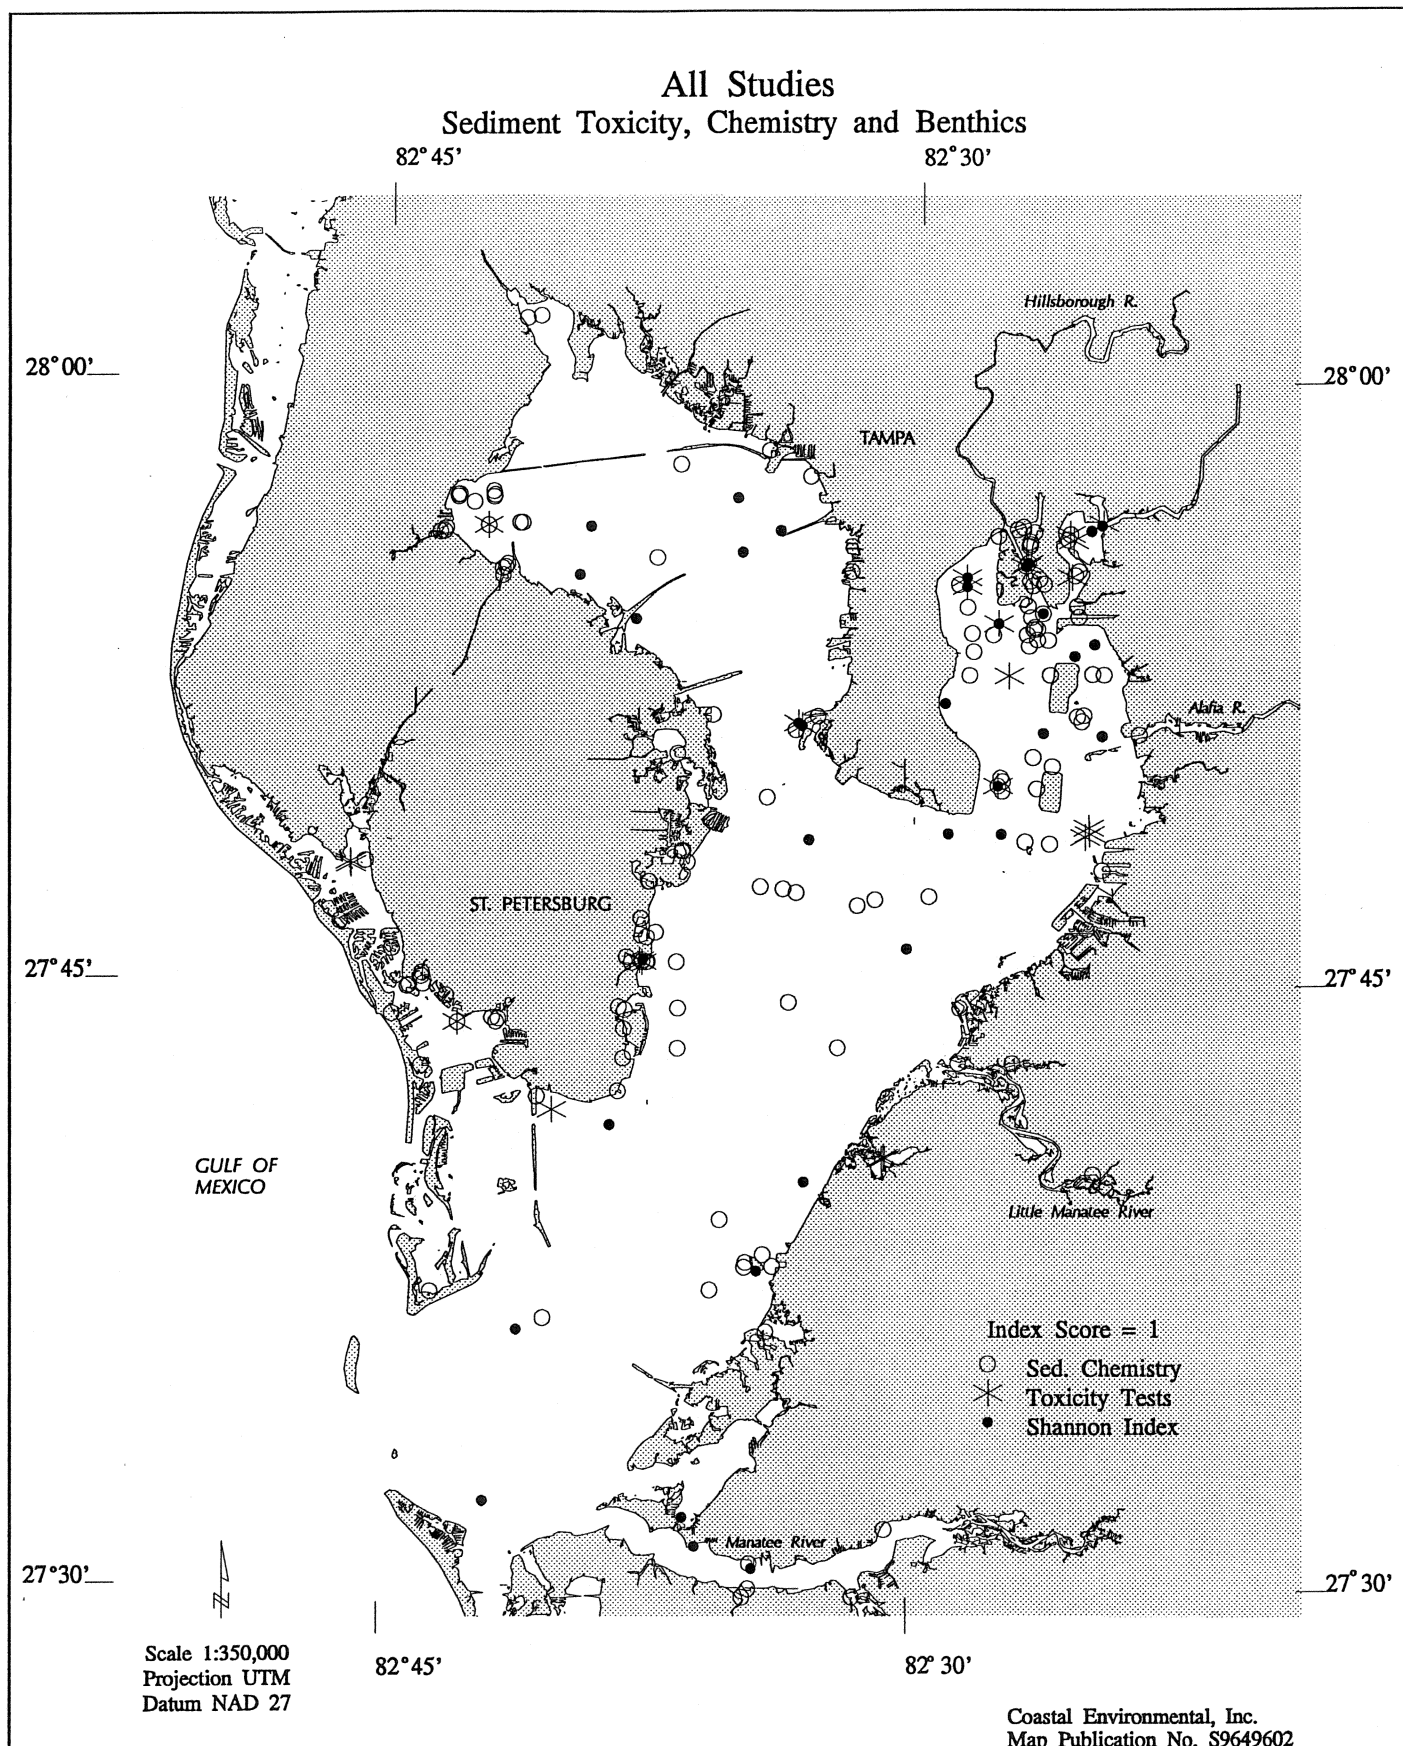 All Studies
Sediment Toxicity, Chemistry and Benthics
82° 45' 82° 30'
Hillsborough R.
28° 00' 28° 00'
TAMPA
Alafia R.
ST. PETERSBURG
27° 45' 27° 45'
GULF OF
MEXICO
Little Manatee River
Index Score = 1
Sed. Chemistry
Toxicity Tests
Shannon Index
Manatee River
27° 30' 27° 30'
N
Scale 1:350,000
Projection UTM
Datum NAD 27
82° 45' 82° 30'
Coastal Environmental, Inc.
Map Publication No. S9649602